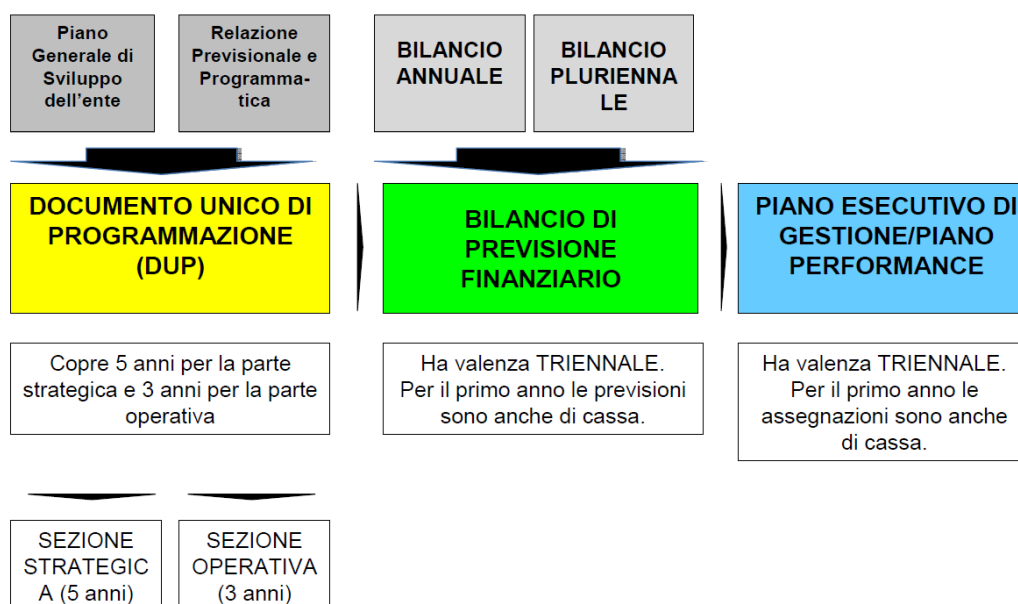 Piano
Generale di
Sviluppo
dell'ente
Relazione
Previsionale e
Programma-
tica
BILANCIO
ANNUALE
BILANCIO
PLURIENNA
LE
DOCUMENTO UNICO DI
PROGRAMMAZIONE
(DUP)
BILANCIO DI
PREVISIONE
FINANZIARIO
PIANO ESECUTIVO DI
GESTIONE/PIANO
PERFORMANCE
Copre 5 anni per la parte
strategica e 3 anni per la parte
operativa
Ha valenza TRIENNALE.
Per il primo anno le previsioni
sono anche di cassa.
Ha valenza TRIENNALE.
Per il primo anno le
assegnazioni sono anche
di cassa.
SEZIONE
STRATEGIC
A (5 anni)
SEZIONE
OPERATIVA
(3 anni)